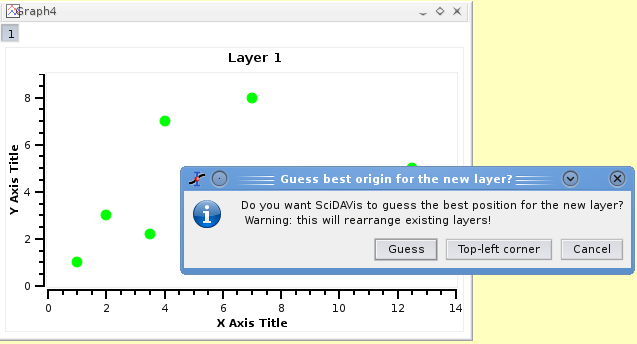 Graph4
1
Layer 1
Y Axis Title
8
6
4
2
0
0 2 4 6 8 10 12 14
X Axis Title
Guess best origin for the new layer?
Do you want SciDAVis to guess the best position for the new layer?
Warning: this will rearrange existing layers!
Guess Top-left corner Cancel